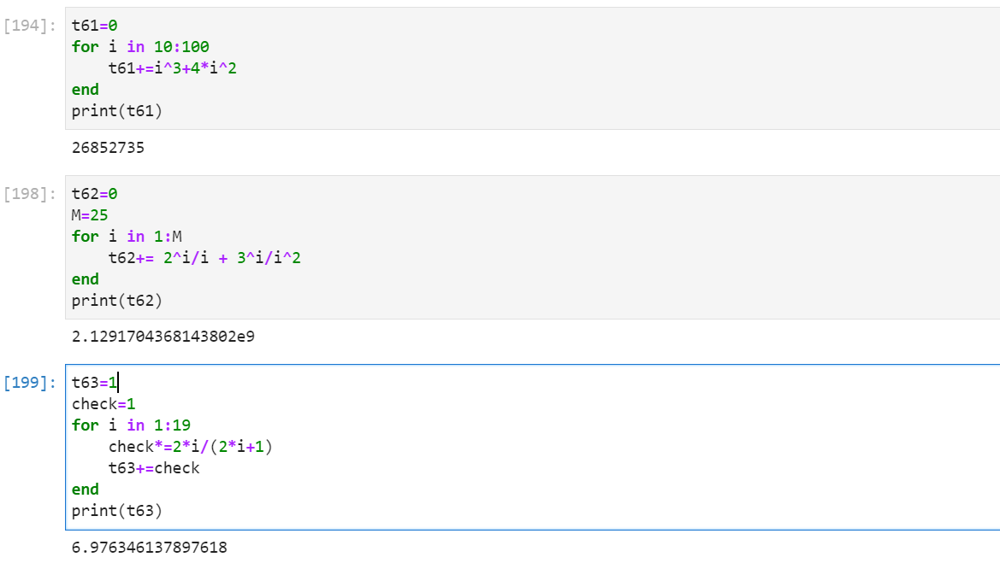 [194]: t61=0
for i in 10:100
    t61+=i^3+4*i^2
end
print(t61)
26852735
[198]: t62=0
M=25
for i in 1:M
    t62+= 2^i/i + 3^i/i^2
end
print(t62)
2.1291704368143802e9
[199]: t63=1
check=1
for i in 1:19
    check*=2*i/(2*i+1)
    t63+=check
end
print(t63)
6.976346137897618